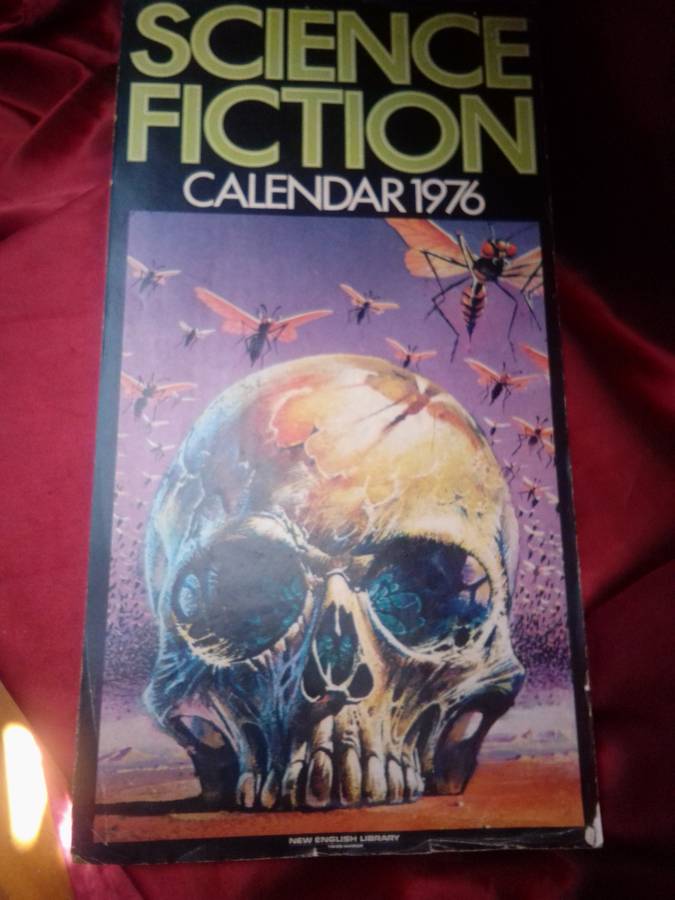 SCIENCE
FICTION
CALENDAR 1976
NEW ENGLISH LIBRARY